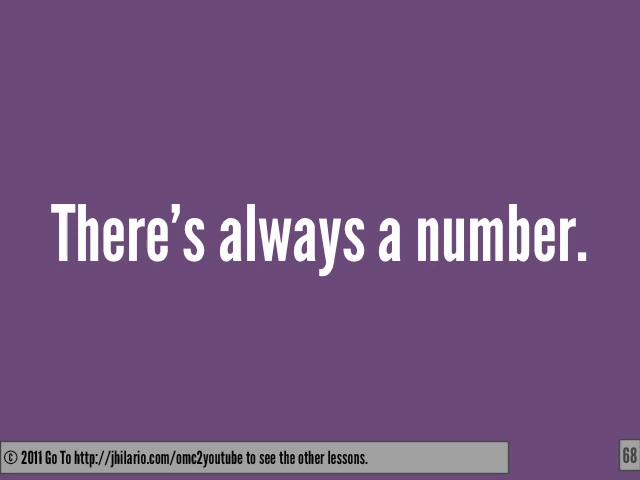 There’s always a number.
© 2011 Go To http://jhilario.com/omc2youtube to see the other lessons.
68